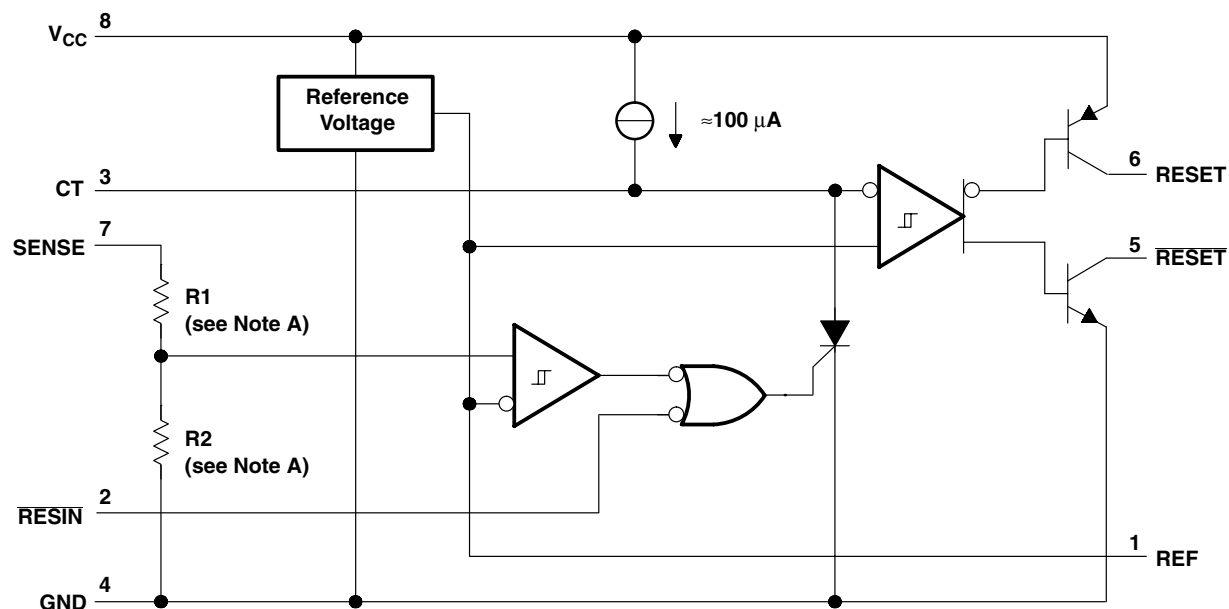 8
VCC
Reference
Voltage
≈100 μA
3
CT
6
RESET
7
SENSE
5
RESET
R1
(see Note A)
R2
(see Note A)
2
RESIN
1
REF
4
GND